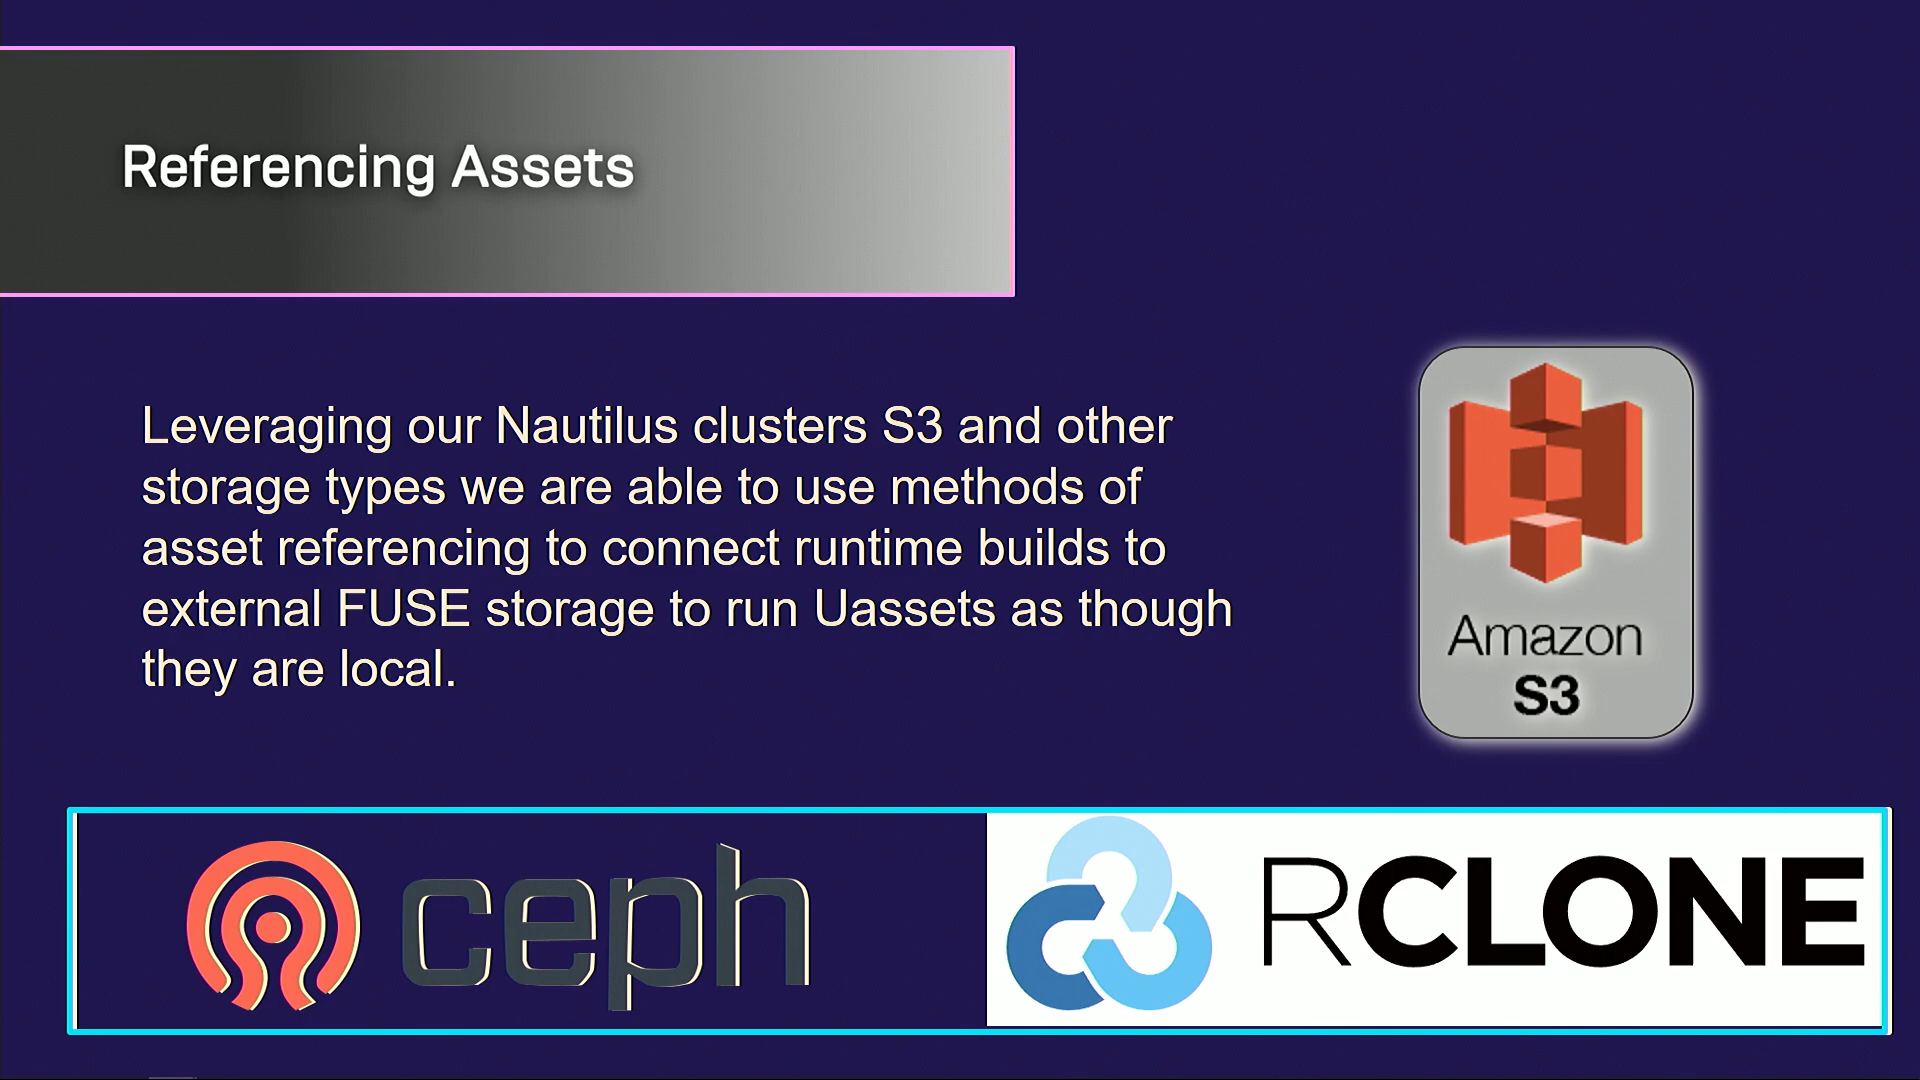 Referencing Assets
Leveraging our Nautilus clusters S3 and other
storage types we are able to use methods of
asset referencing to connect runtime builds to
external FUSE storage to run Uassets as though
they are local.
Amazon
S3
ceph
RCLONE